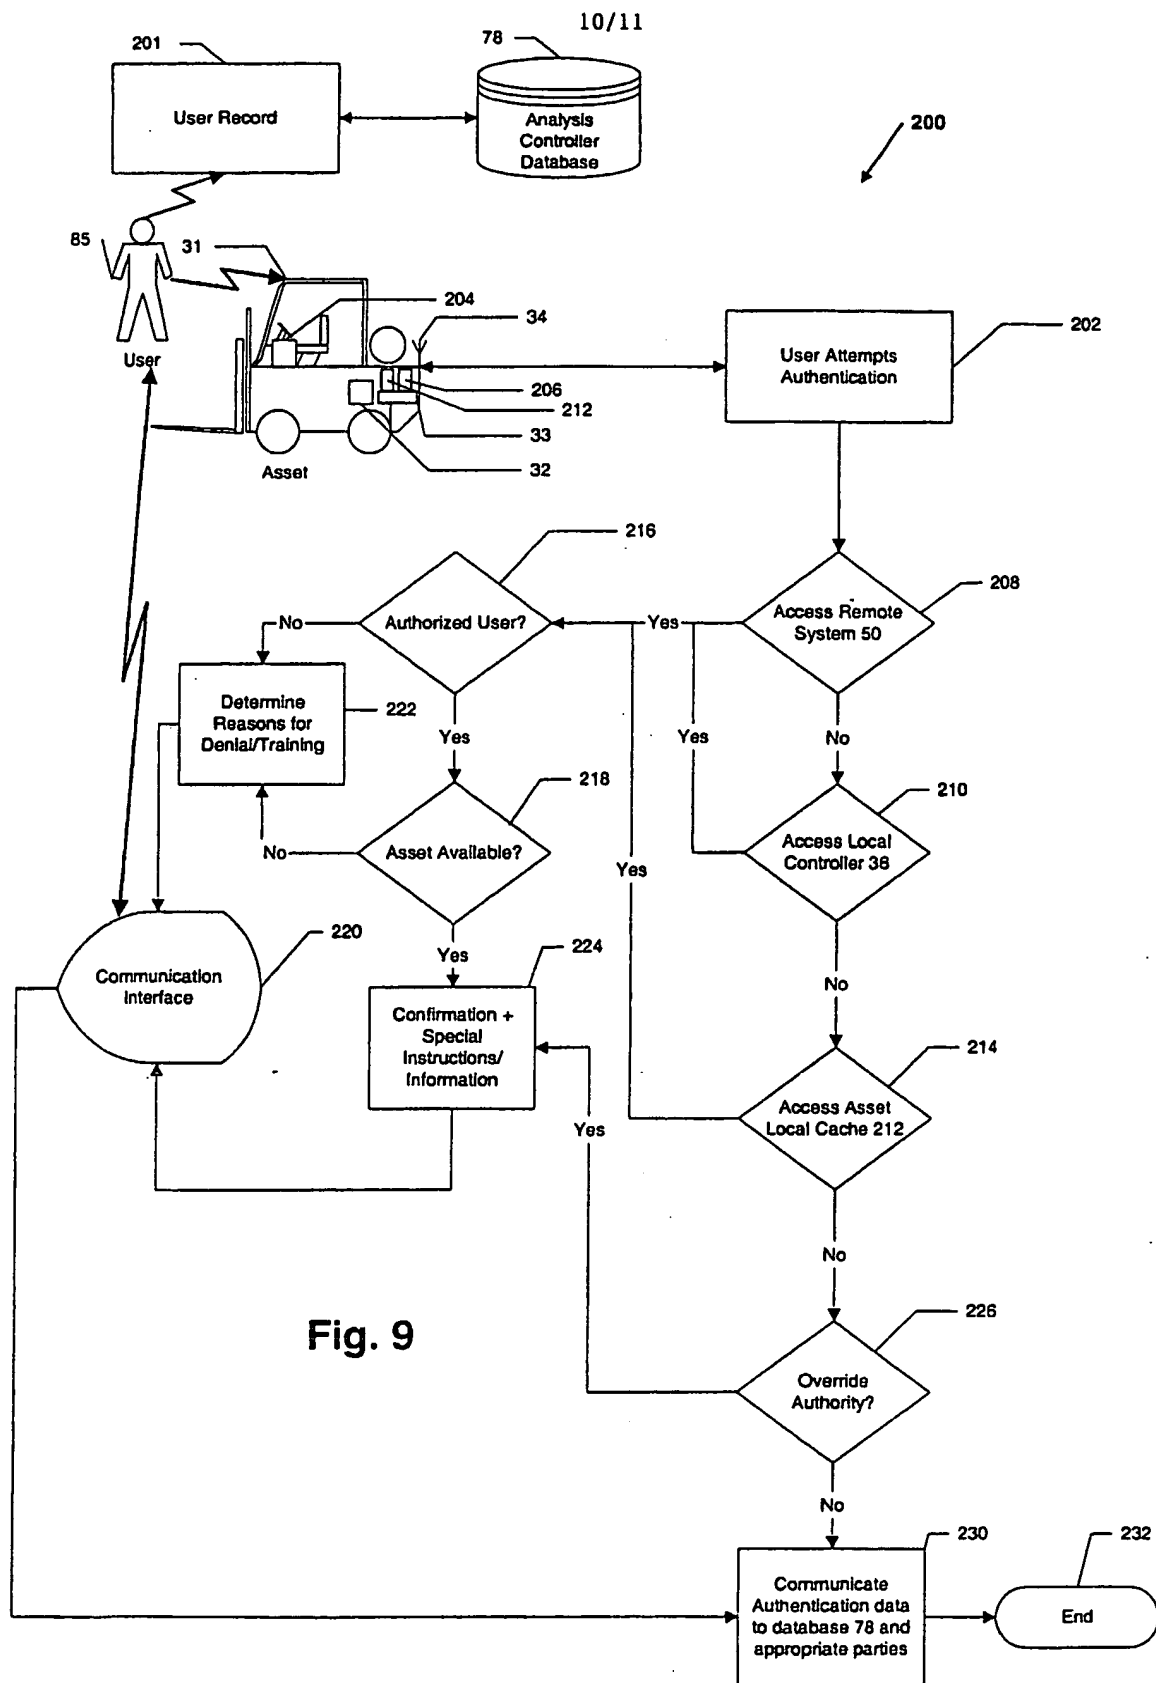 10/11
201
78
User Record
Analysis
Controller
Database
200
85
31
204
34
User
User Attempts
Authentication
202
206
212
33
32
Asset
216
208
Authorized User?
Yes
Access Remote
System 50
No
Determine
Reasons for
Denial/Training
222
Yes
Yes
No
218
210
No
Asset Available?
Yes
Access Local
Controller 38
220
Yes
224
No
Communication
Interface
Confirmation +
Special
Instructions/
Information
214
Yes
Access Asset
Local Cache 212
No
Fig. 9
226
Override
Authority?
No
230
232
Communicate
Authentication data
to database 78 and
appropriate parties
End